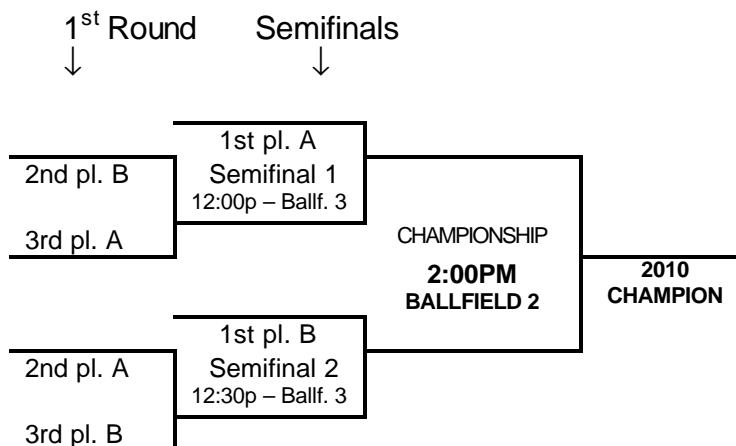 1st Round Semifinals
↓ ↓
1st pl. A
2nd pl. B
Semifinal 1
12:00p – Ballf. 3
3rd pl. A
CHAMPIONSHIP
2:00PM
BALLFIELD 2
2010
CHAMPION
1st pl. B
2nd pl. A
Semifinal 2
12:30p – Ballf. 3
3rd pl. B